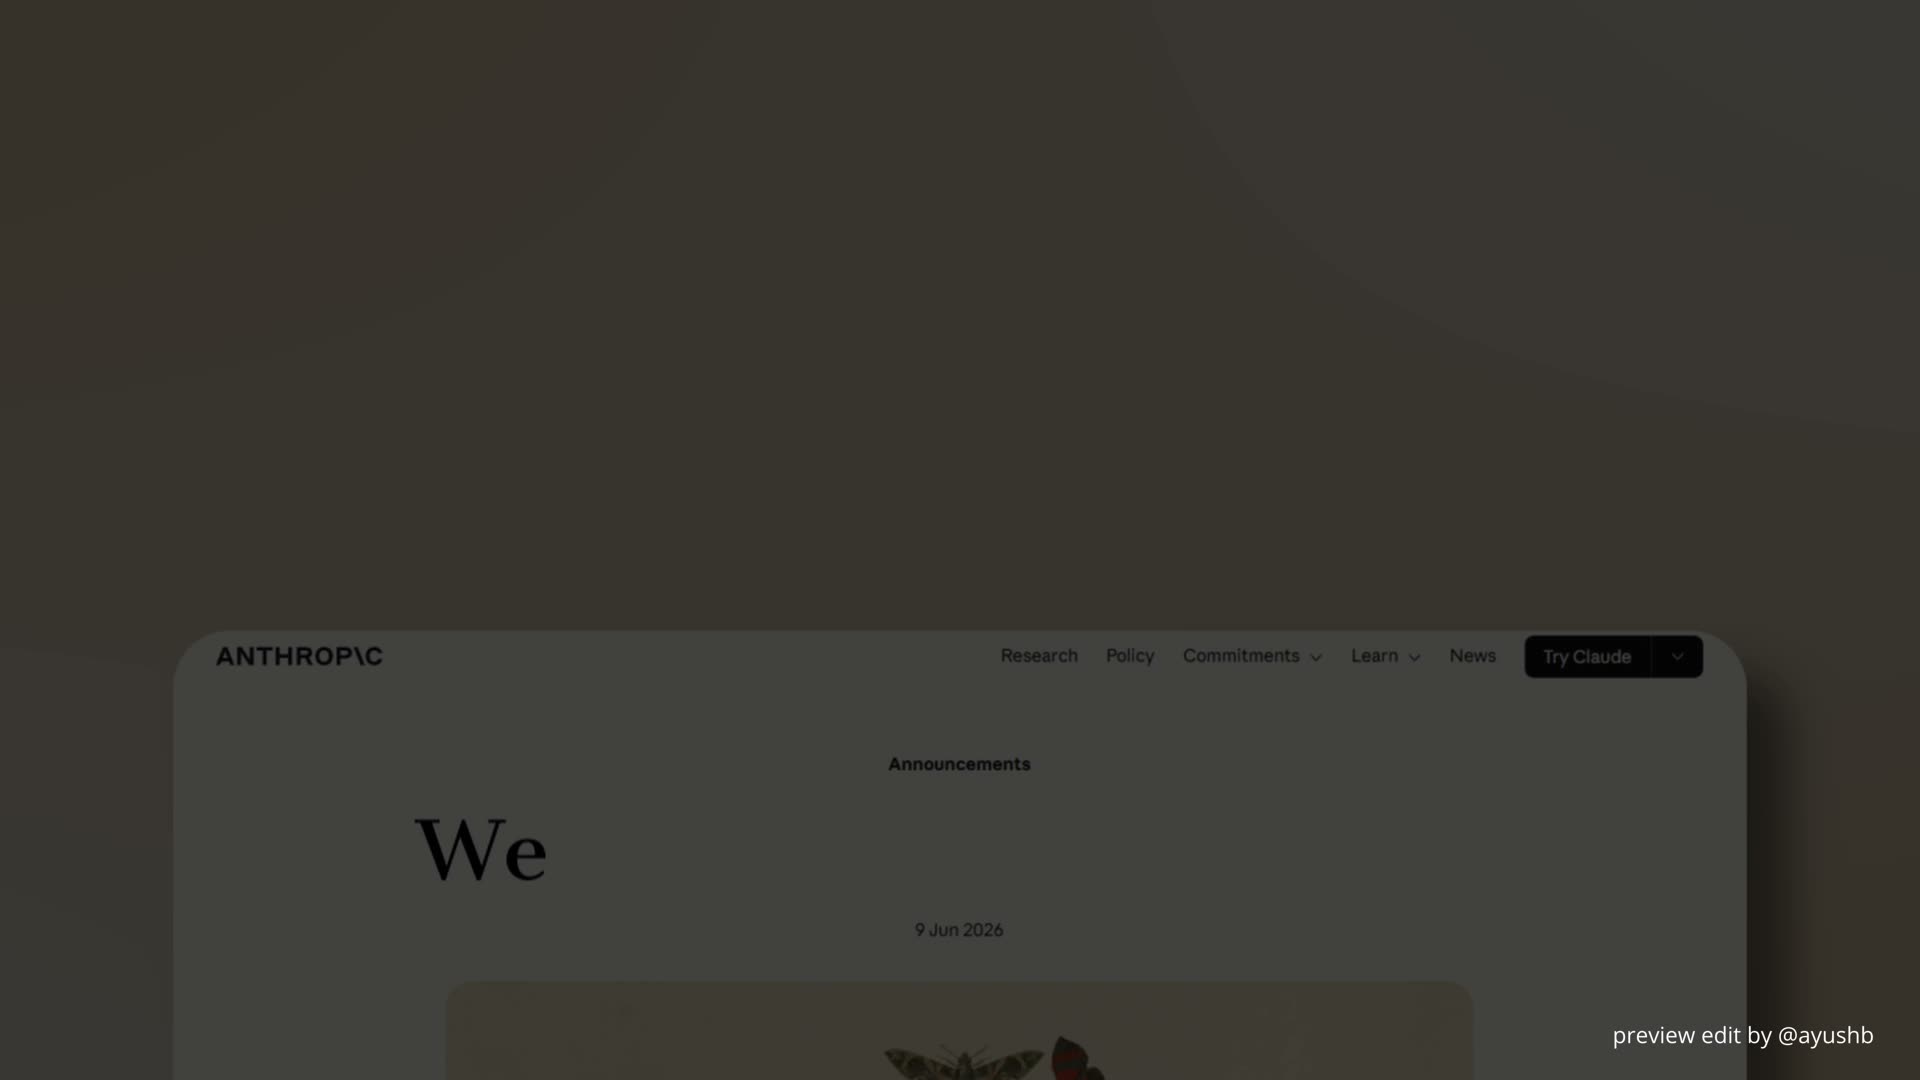 ANTHROP\C Research Policy Commitments Learn News Try Claude
Announcements
We
9 Jun 2026
preview edit by @ayushb